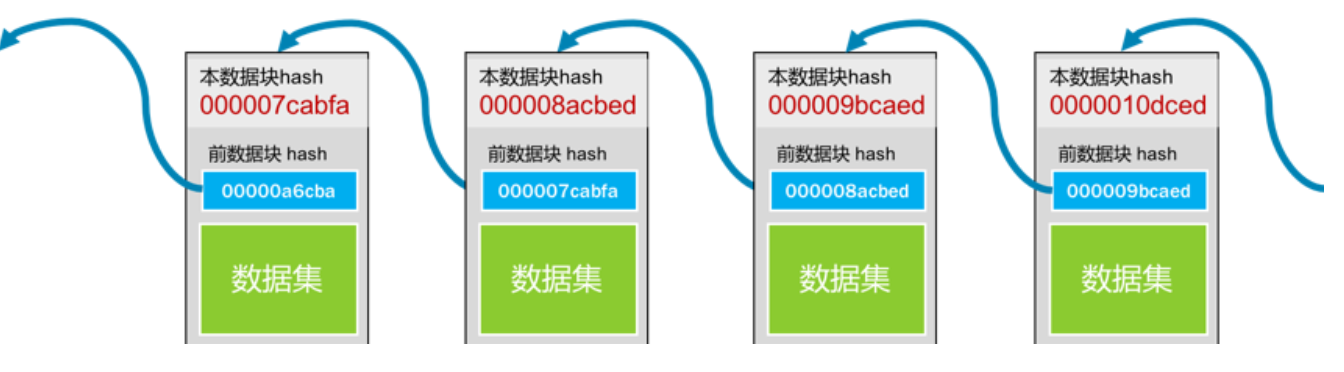 本数据块hash
000007cabfa
前数据块 hash
00000a6cba
数据集
本数据块hash
000008acbed
前数据块 hash
000007cabfa
数据集
本数据块hash
000009bcaed
前数据块 hash
000008acbed
数据集
本数据块hash
0000010dced
前数据块 hash
000009bcaed
数据集